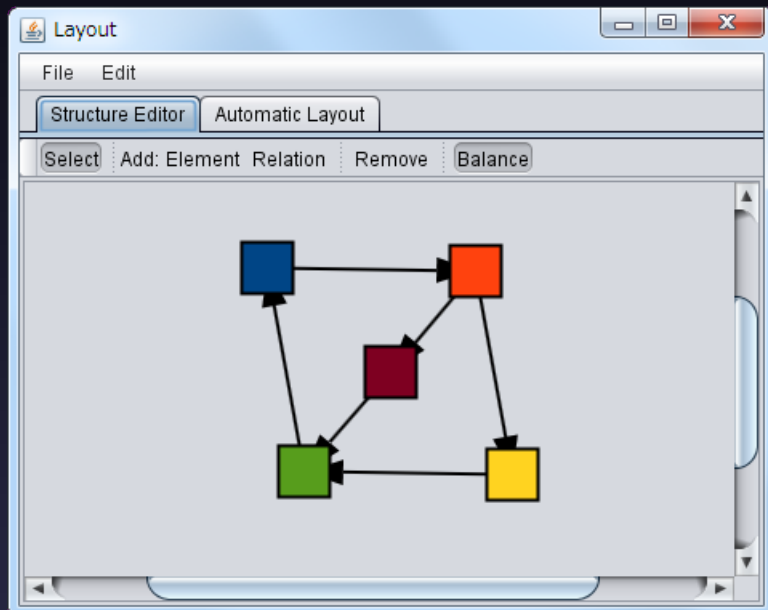 Layout
File Edit
Structure Editor Automatic Layout
Select Add: Element Relation Remove Balance